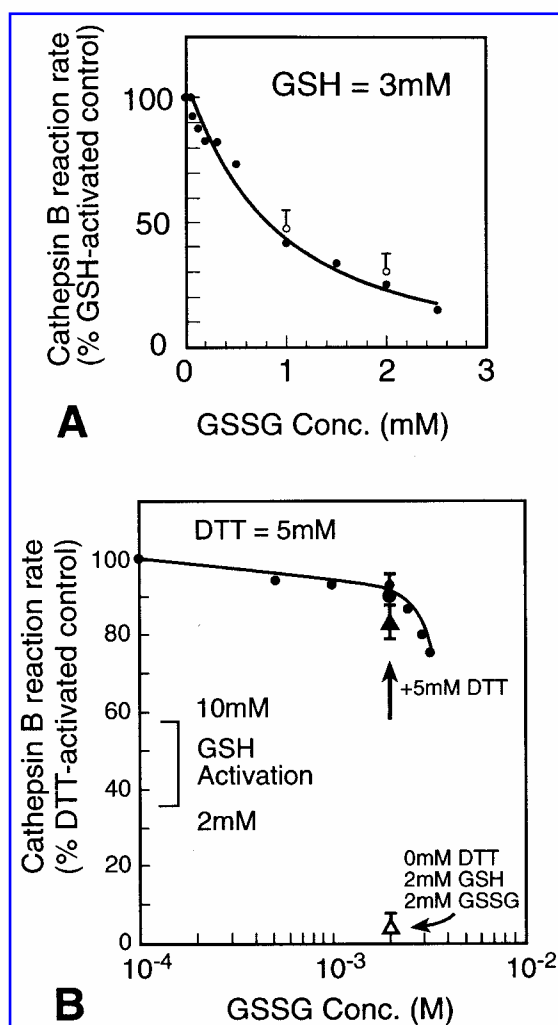 Cathepsin B reaction rate
(% GSH-activated control)
100
50
0
GSH = 3mM
0
1
2
3
GSSG Conc. (mM)
A
Cathepsin B reaction rate
(% DTT-activated control)
100
80
60
40
20
0
DTT = 5mM
+5mM DTT
10mM
GSH
Activation
2mM
0mM DTT
2mM GSH
2mM GSSG
10-4
10-3
10-2
GSSG Conc. (M)
B